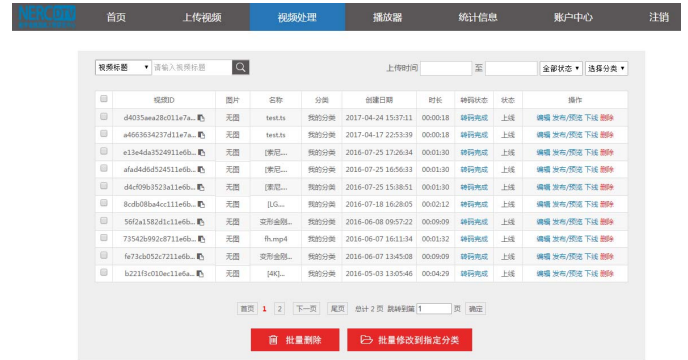 首页 上传视频 视频处理 播放器 统计信息 账户中心 注销
视频标题 请输入视频标题 上传时间 至 全部状态 选择分类
视频ID 图片 名称 分类 创建日期 时长 转码状态 状态 操作
d4035aea28c011e7a... 无图 test.ts 我的分类 2017-04-24 15:37:11 00:00:18 转码完成 上线 编辑 发布/预览 下线 删除
a4663634237d11e7a... 无图 test.ts 我的分类 2017-04-17 22:53:39 00:00:18 转码完成 上线 编辑 发布/预览 下线 删除
e13e4da3524911e6b... 无图 [索尼... 我的分类 2016-07-25 17:26:34 00:01:30 转码完成 上线 编辑 发布/预览 下线 删除
afad4d6d524511e6b... 无图 [索尼... 我的分类 2016-07-25 16:56:33 00:01:30 转码完成 上线 编辑 发布/预览 下线 删除
d4cf09b3523a11e6b... 无图 [索尼... 我的分类 2016-07-25 15:38:51 00:01:30 转码完成 上线 编辑 发布/预览 下线 删除
8cdb08ba4cc111e6b... 无图 [LG... 我的分类 2016-07-18 16:28:05 00:02:12 转码完成 上线 编辑 发布/预览 下线 删除
56f2a1582d1c11e6b... 无图 变形金刚... 我的分类 2016-06-08 09:57:22 00:09:09 转码完成 上线 编辑 发布/预览 下线 删除
73542b992c8711e6b... 无图 fh.mp4 我的分类 2016-06-07 16:11:34 00:01:32 转码完成 上线 编辑 发布/预览 下线 删除
fe73cb052c7211e6b... 无图 变形金刚... 我的分类 2016-06-07 13:45:08 00:09:09 转码完成 上线 编辑 发布/预览 下线 删除
b221f3c010ec11e6a... 无图 [4K]... 我的分类 2016-05-03 13:05:46 00:04:29 转码完成 上线 编辑 发布/预览 下线 删除
首页 1 2 下一页 尾页 总计 2 页 跳转到第 1 页 确定
批量删除 批量修改到指定分类